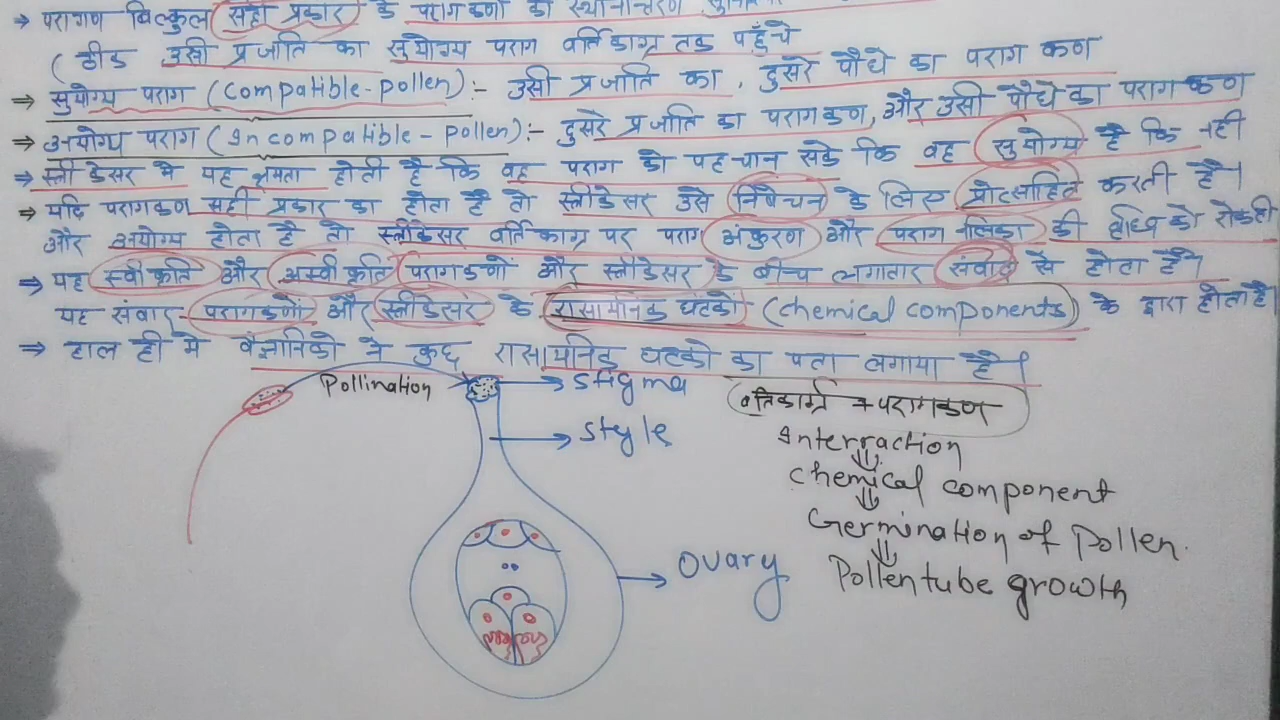 → परागण बिल्कुल सही प्रकार के परागकणों का स्थानान्तरण
( ठीक उसी प्रजाति का सुयोग्य पराग वर्तिकाग्र तक पहुँचे
⇒ सुयोग्य पराग (Compatible-pollen):- उसी प्रजाति का, दुसरे पौधे का पराग कण
⇒ अयोग्य पराग (Incompatible-pollen):- दुसरे प्रजाति का परागकण, और उसी पौधे का परागकण
⇒ स्त्रीकेसर मे यह क्षमता होती है कि वह पराग को पहचान सके कि वह सुयोग्य है कि नही
⇒ यदि परागकण सही प्रकार का होता है तो स्त्रीकेसर उसे निषेचन के लिए प्रोत्साहित करती है।
और अयोग्य होता है तो स्त्रीकेसर वर्तिकाग्र पर पराग अंकुरण और पराग नलिका की वृध्दि को रोकती
⇒ यह स्वीकृति और अस्वीकृति परागकणों और स्त्रीकेसर के बीच लगातार संवाद से होता है।
यह संवाद परागकणों और स्त्रीकेसर के रासायनिक घटकों (chemical components) के द्वारा होता है।
⇒ हाल ही मे वैज्ञानिको ने कुछ रासायनिक घटको का पता लगाया है।
Pollination
stigma
style
ovary
वर्तिकाग्र + परागकण
Interraction
⇓
chemical component
⇓
Germination of Pollen.
⇓
Pollentube growth